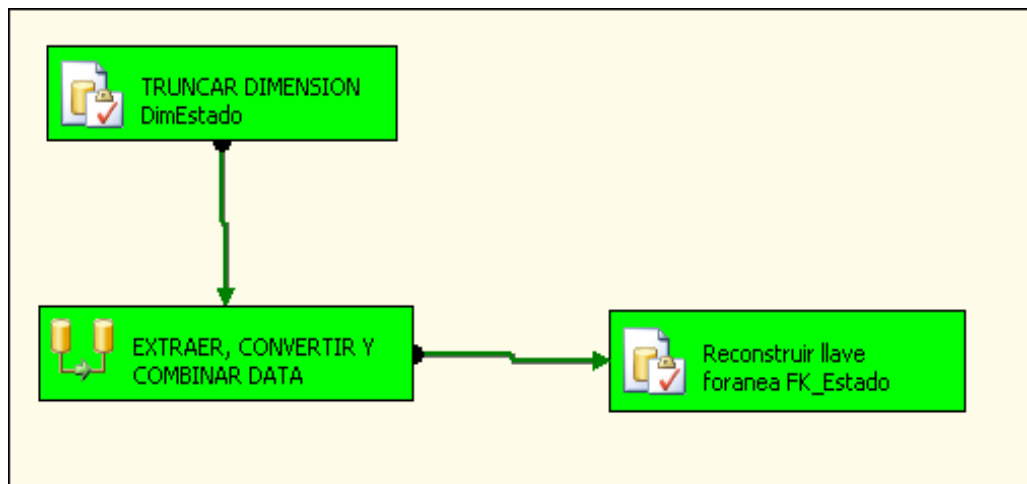 TRUNCAR DIMENSION
DimEstado
EXTRAER, CONVERTIR Y
COMBINAR DATA
Reconstruir llave
foranea FK_Estado